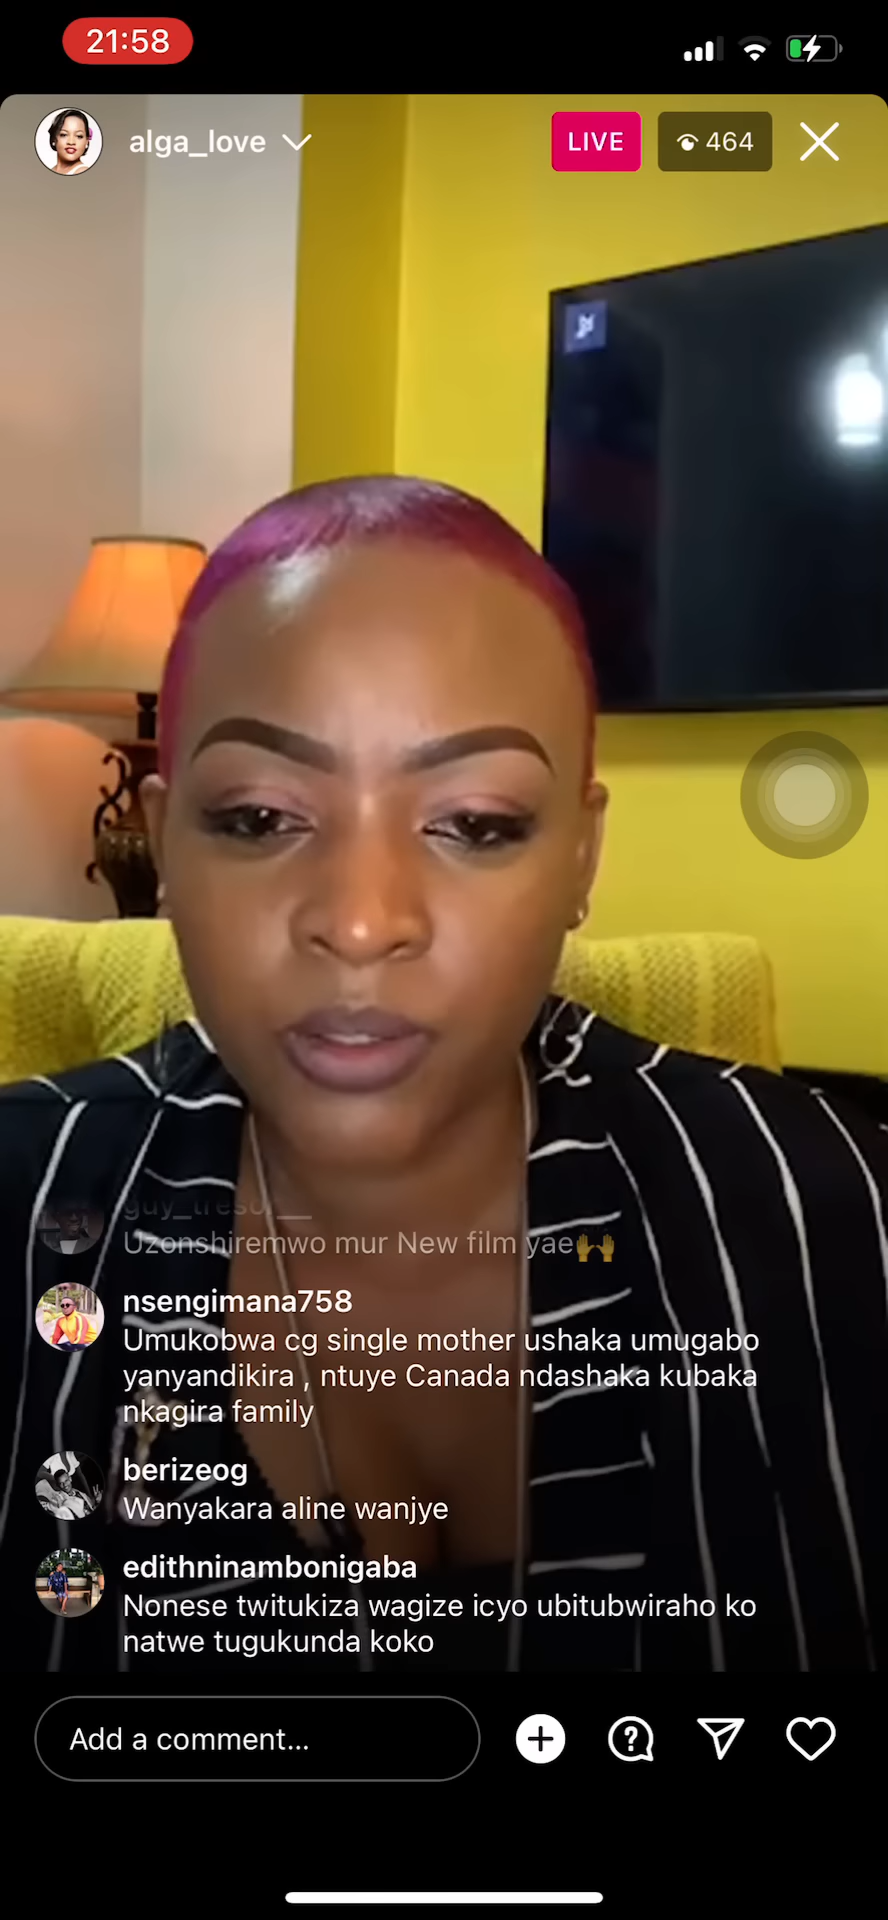 21:58
alga_love
LIVE
464
guy_tresor__
Uzonshiremwo mur New film yae🙌
nsengimana758
Umukobwa cg single mother ushaka umugabo
yanyandikira , ntuye Canada ndashaka kubaka
nkagira family
berizeog
Wanyakara aline wanjye
edithninambonigaba
Nonese twitukiza wagize icyo ubitubwiraho ko
natwe tugukunda koko
Add a comment...